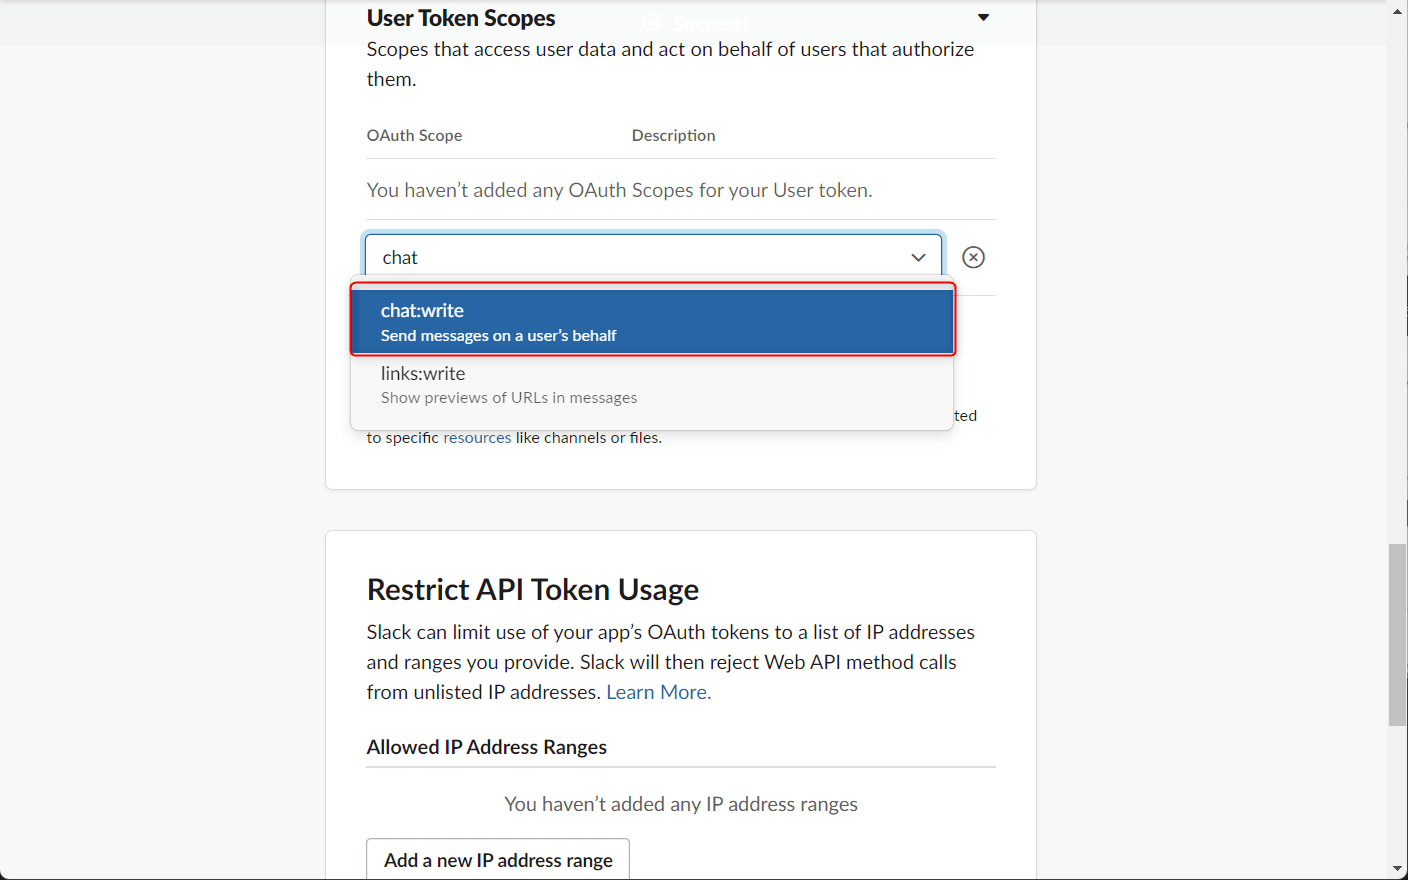 User Token Scopes
Success!
Scopes that access user data and act on behalf of users that authorize
them.
OAuth Scope Description
You haven’t added any OAuth Scopes for your User token.
chat
chat:write
Send messages on a user’s behalf
links:write
Show previews of URLs in messages
ted
to specific resources like channels or files.
Restrict API Token Usage
Slack can limit use of your app’s OAuth tokens to a list of IP addresses
and ranges you provide. Slack will then reject Web API method calls
from unlisted IP addresses. Learn More.
Allowed IP Address Ranges
You haven’t added any IP address ranges
Add a new IP address range